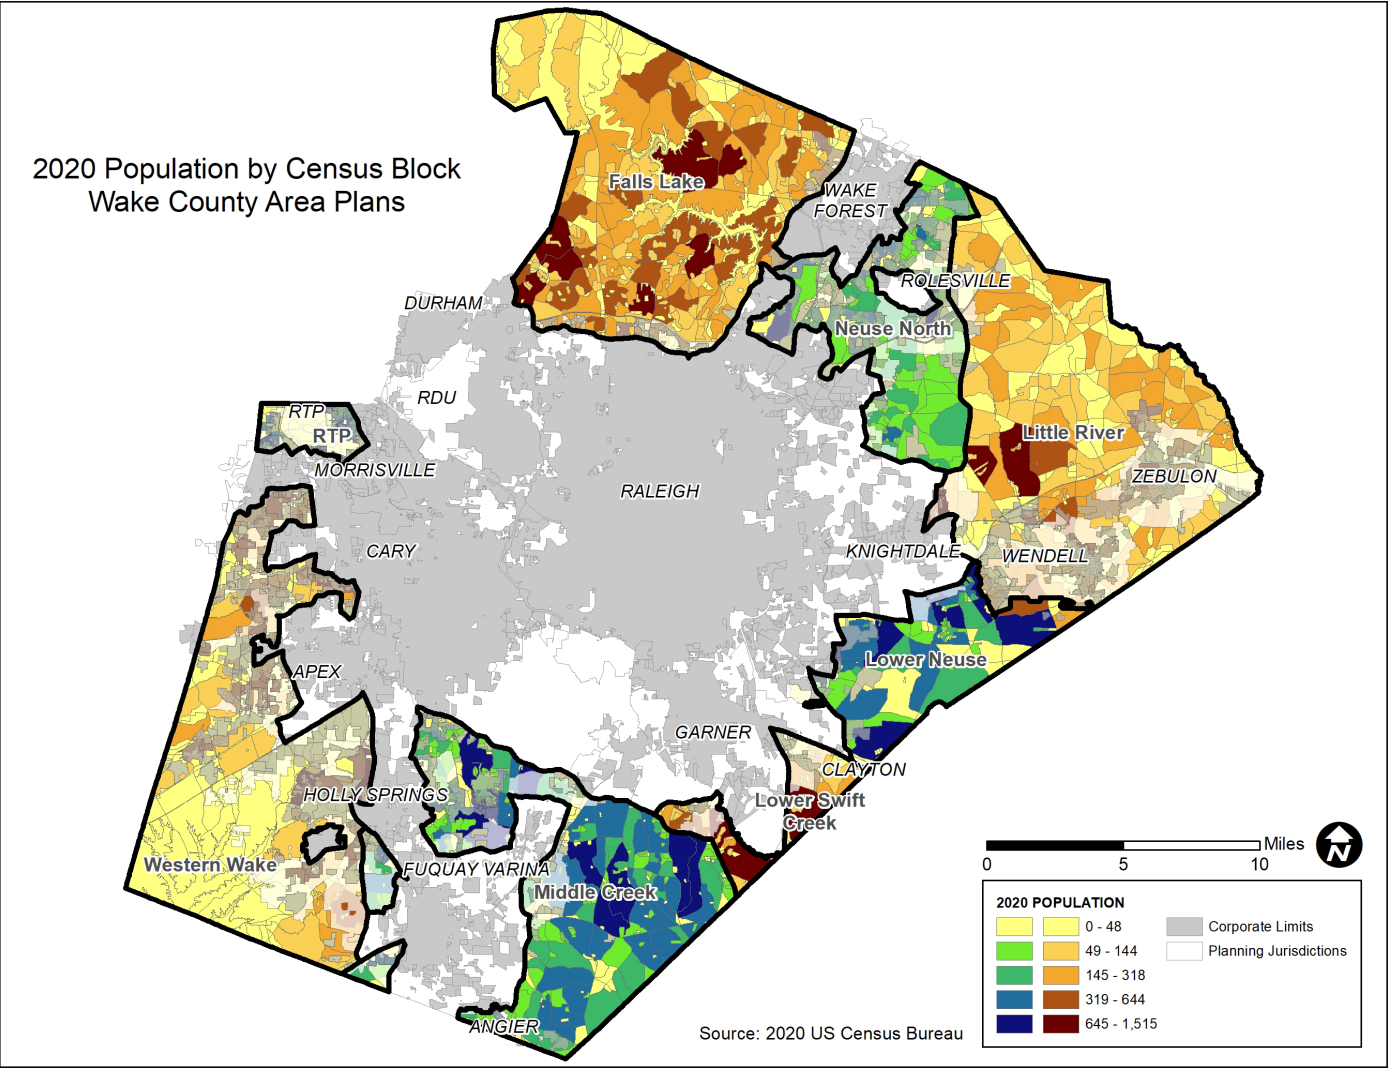 2020 Population by Census Block
Wake County Area Plans
Falls Lake
WAKE
FOREST
ROLESVILLE
DURHAM
Neuse North
RDU
RTP
RTP
Little River
MORRISVILLE
ZEBULON
RALEIGH
CARY
KNIGHTDALE
WENDELL
APEX
Lower Neuse
GARNER
CLAYTON
HOLLY SPRINGS
Lower Swift
Creek
Western Wake
FUQUAY VARINA
Middle Creek
ANGIER
Miles
0 5 10
N
2020 POPULATION
0 - 48
49 - 144
145 - 318
319 - 644
645 - 1,515
Corporate Limits
Planning Jurisdictions
Source: 2020 US Census Bureau